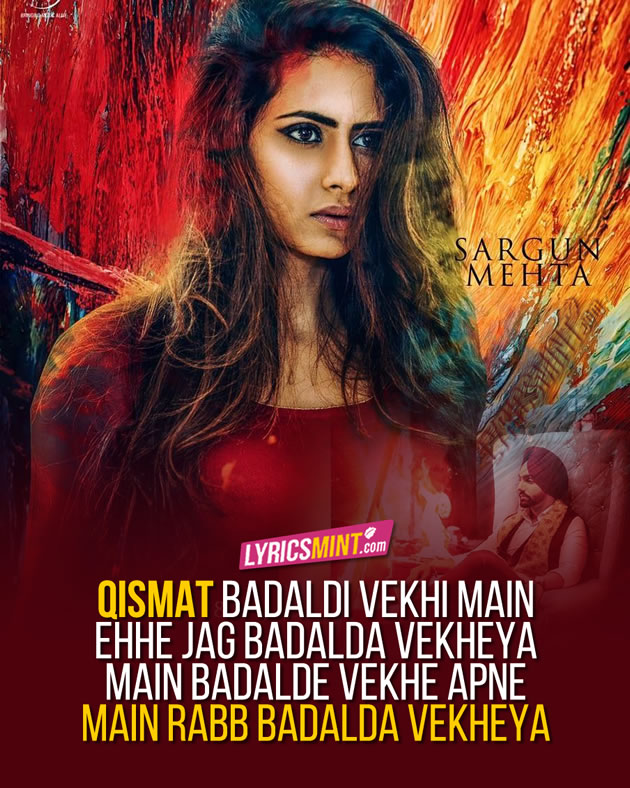 SARGUN
MEHTA
LYRICSMINT.com
QISMAT BADALDI VEKHI MAIN
EHHE JAG BADALDA VEKHEYA
MAIN BADALDE VEKHE APNE
MAIN RABB BADALDA VEKHEYA